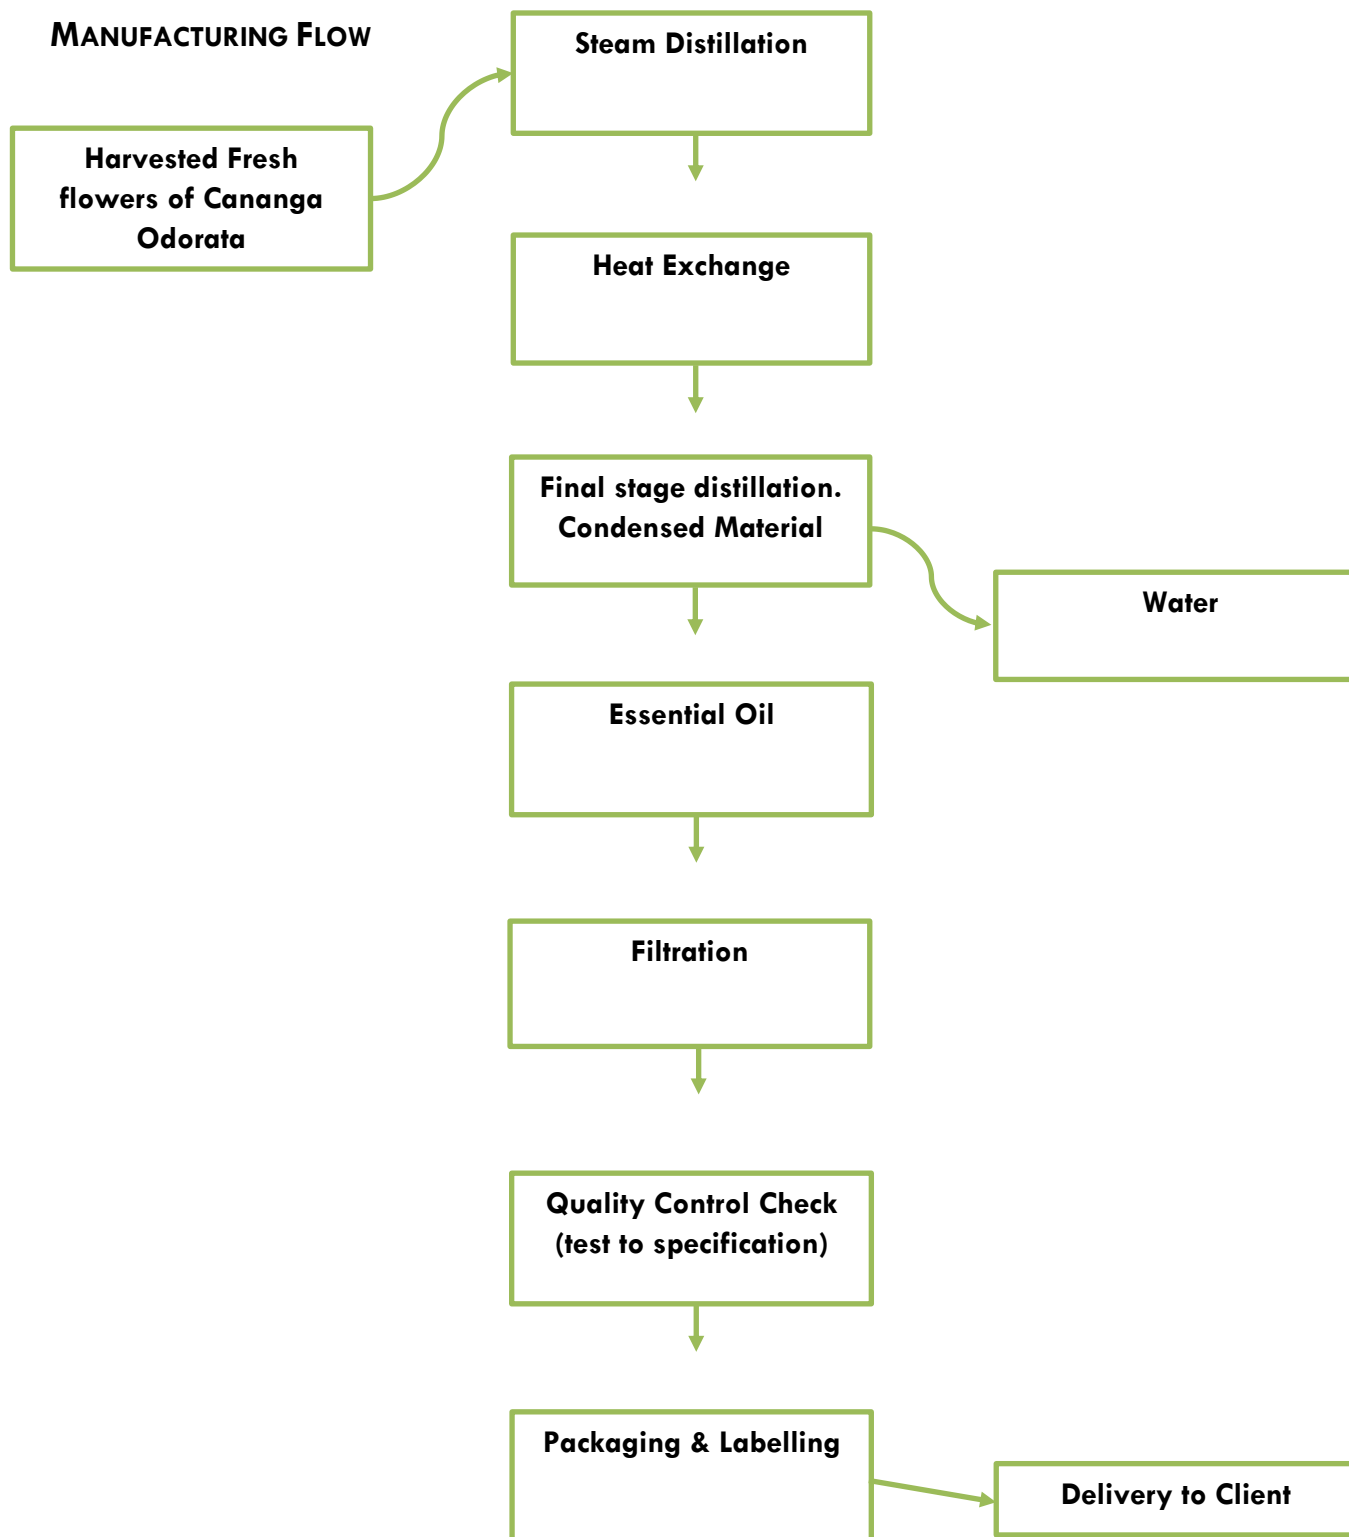 MANUFACTURING FLOW
Steam Distillation
Harvested Fresh
flowers of Cananga
Odorata
Heat Exchange
Final stage distillation.
Condensed Material
Water
Essential Oil
Filtration
Quality Control Check
(test to specification)
Packaging & Labelling
Delivery to Client